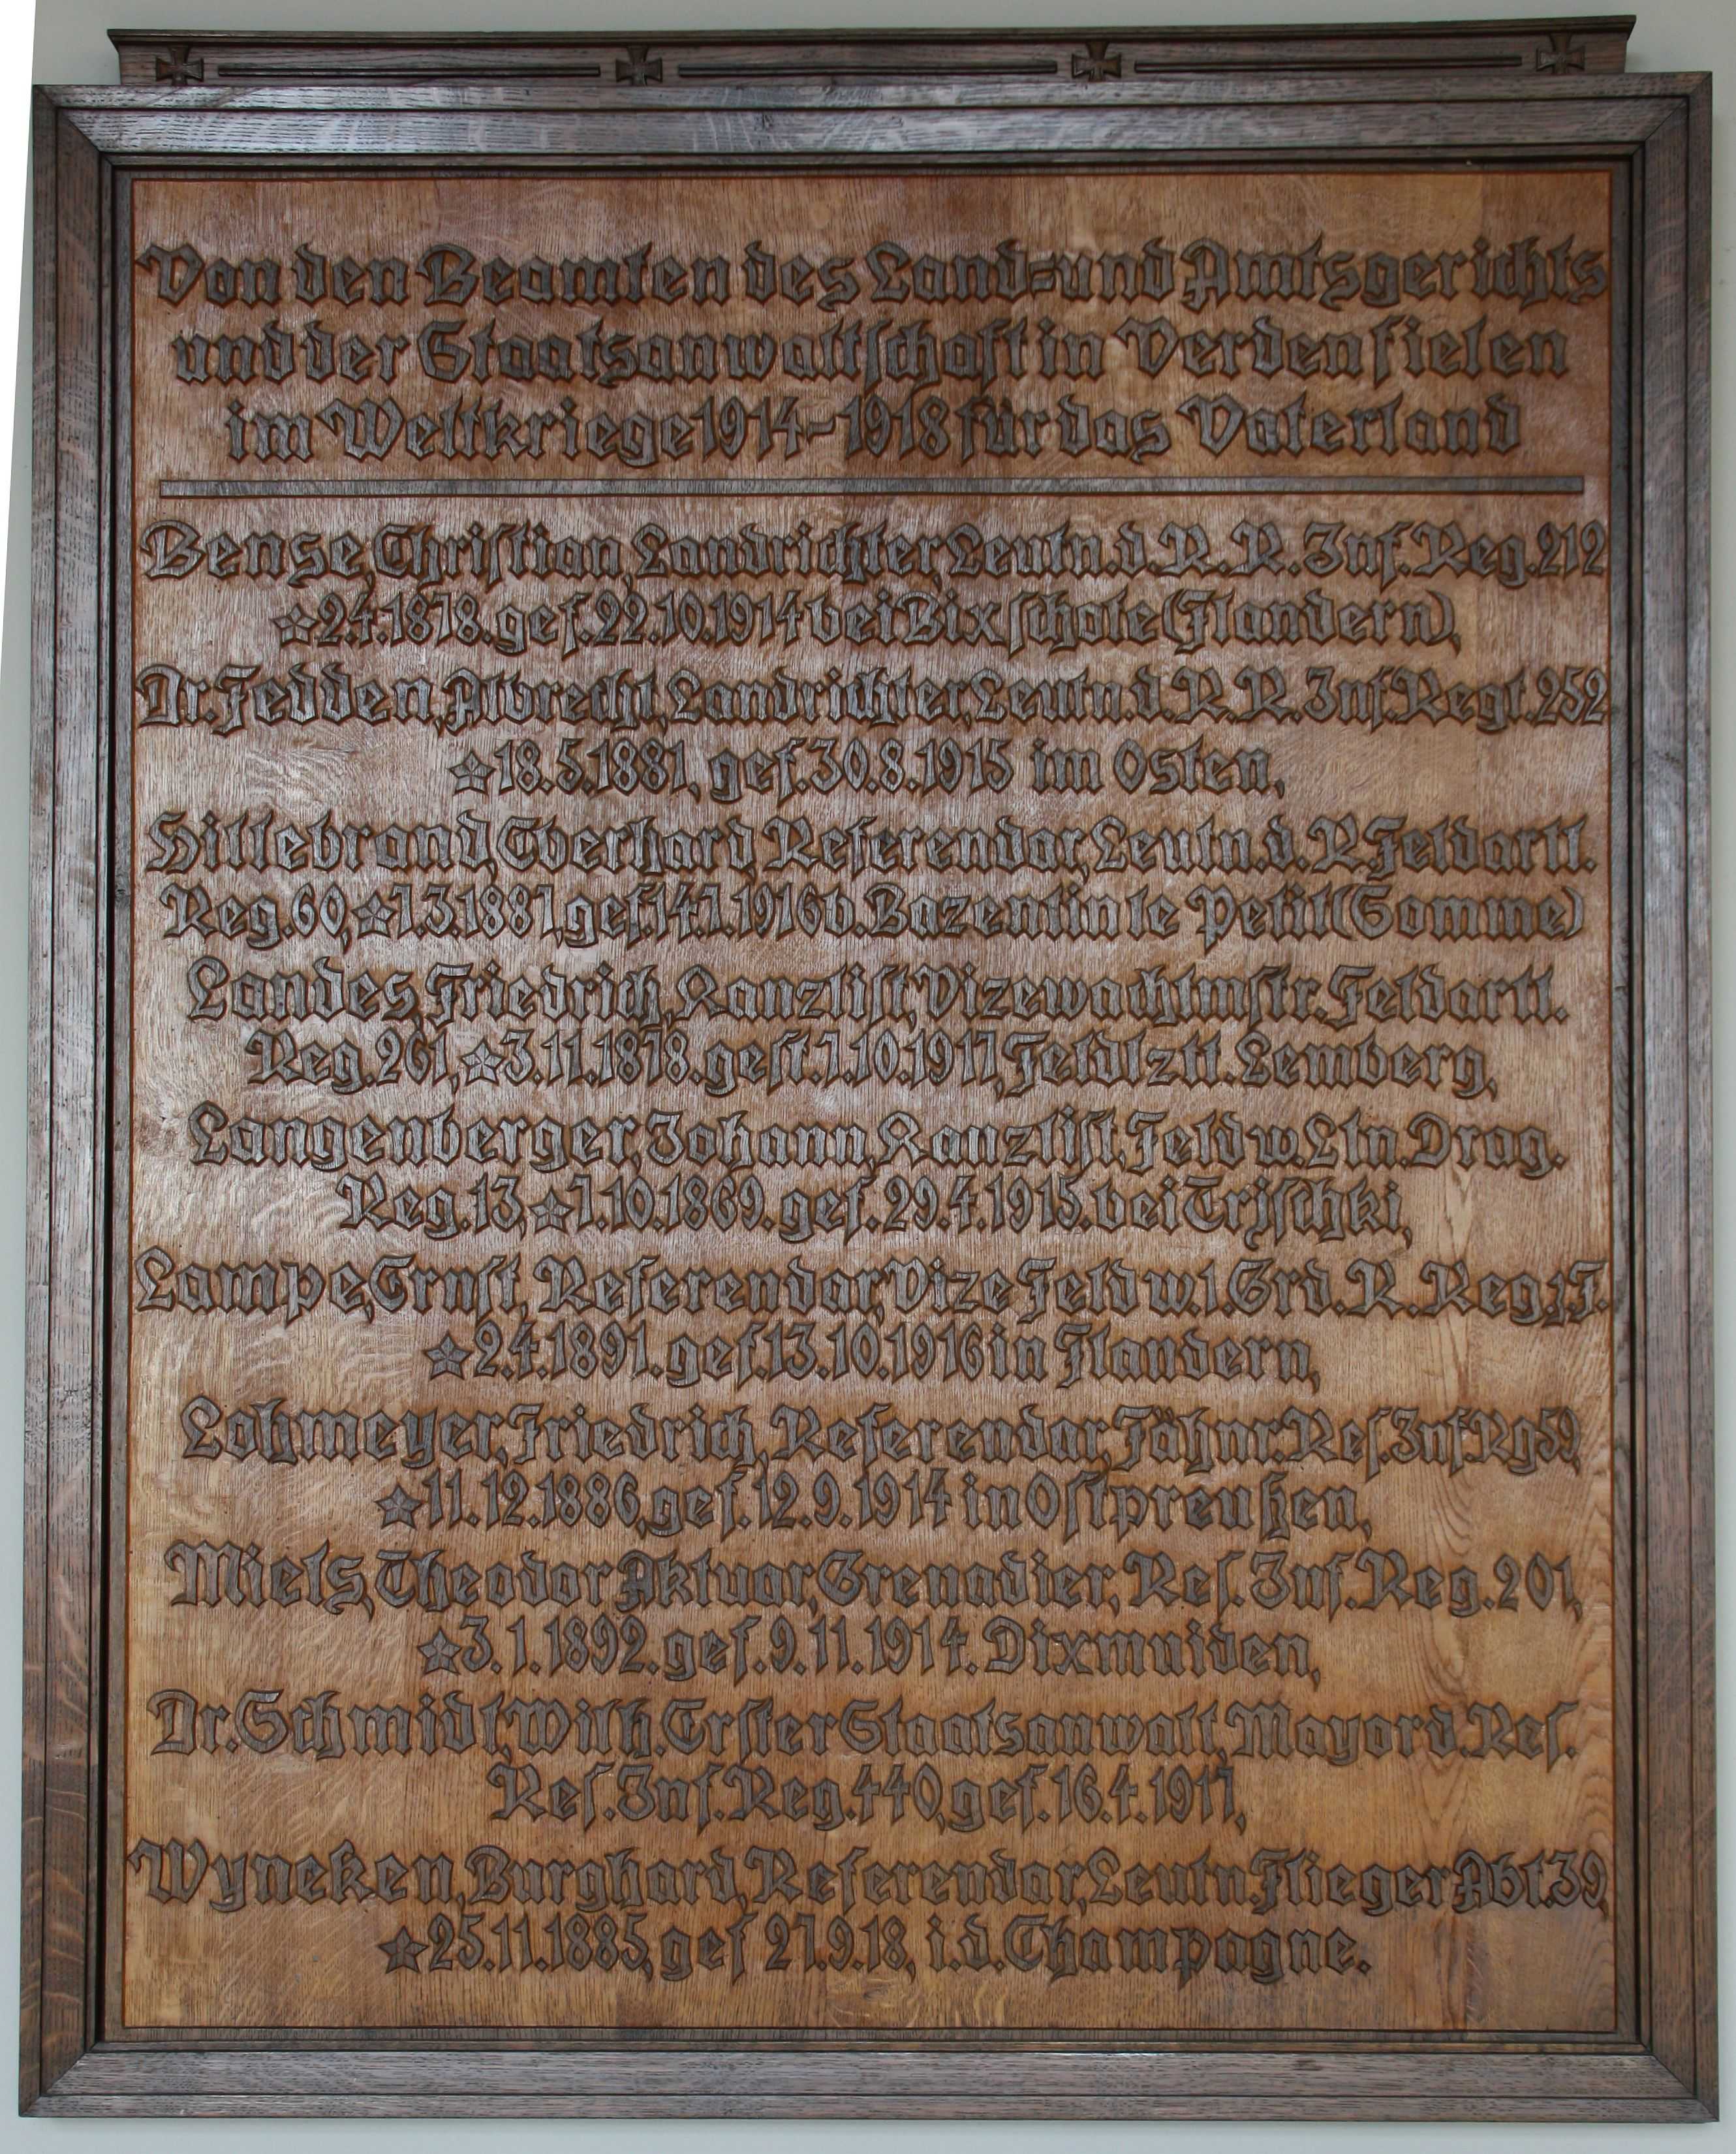 Von den Beamten des Land- und Amtsgerichts
und der Staatsanwaltschaft in Verden fielen
im Weltkriege 1914-1918 für das Vaterland
Bense, Christian, Landrichter, Leutn. d. R. R. Inf. Reg. 212
☆ 2.4.1878. gef. 22.10.1914 bei Bixschote (Flandern),
Dr. Fedden, Albrecht, Landrichter, Leutn. d. R. R. Inf. Regt. 252
☆ 18.5.1881, gef. 30.8.1915 im Osten,
Hillebrand, Eberhard, Referendar, Leutn. d. R. Feldartl.
Reg. 60, ☆ gef. b. Bazentin le Petit (Somme)
Landes, Friedrich, Kanzlist, Vizewachtmstr. Feldartl.
Reg. 261, ☆ 3.11.1878. gest. 7.10.1917, Feldlztt. Lemberg,
Langenberger, Johann, Kanzlist, Feldw. Ltn. Drag.
Reg. 13, ☆ 7.10.1869. gef. 29.4.1915. bei Trjschki,
Lampe, Ernst, Referendar, Vize Feldw. 1. Grd. R. Reg.
☆ 2.4.1891. gef. 13.10.1916 in Flandern,
Lohmeyer, Friedrich, Referendar, Fähnr. Res. Inf. Rg 59,
☆ 11.12.1886, gef. 12.9.1914 in Ostpreußen,
Miels, Theodor Aktuar, Grenadier, Res. Inf. Reg. 201,
☆ 3.1.1892. gef. 9.11.1914. Dixmuiden,
Dr. Schmidt, Wilh. Erster Staatsanwalt, Mayor d. Res.
Res. Inf. Reg. 440, gef. 16.4.1917,
Wyneken, Burghard, Referendar, Leutn. Flieger Abt. 39,
☆ 25.11.1885, gef 27.9.18, i. d. Champagne.